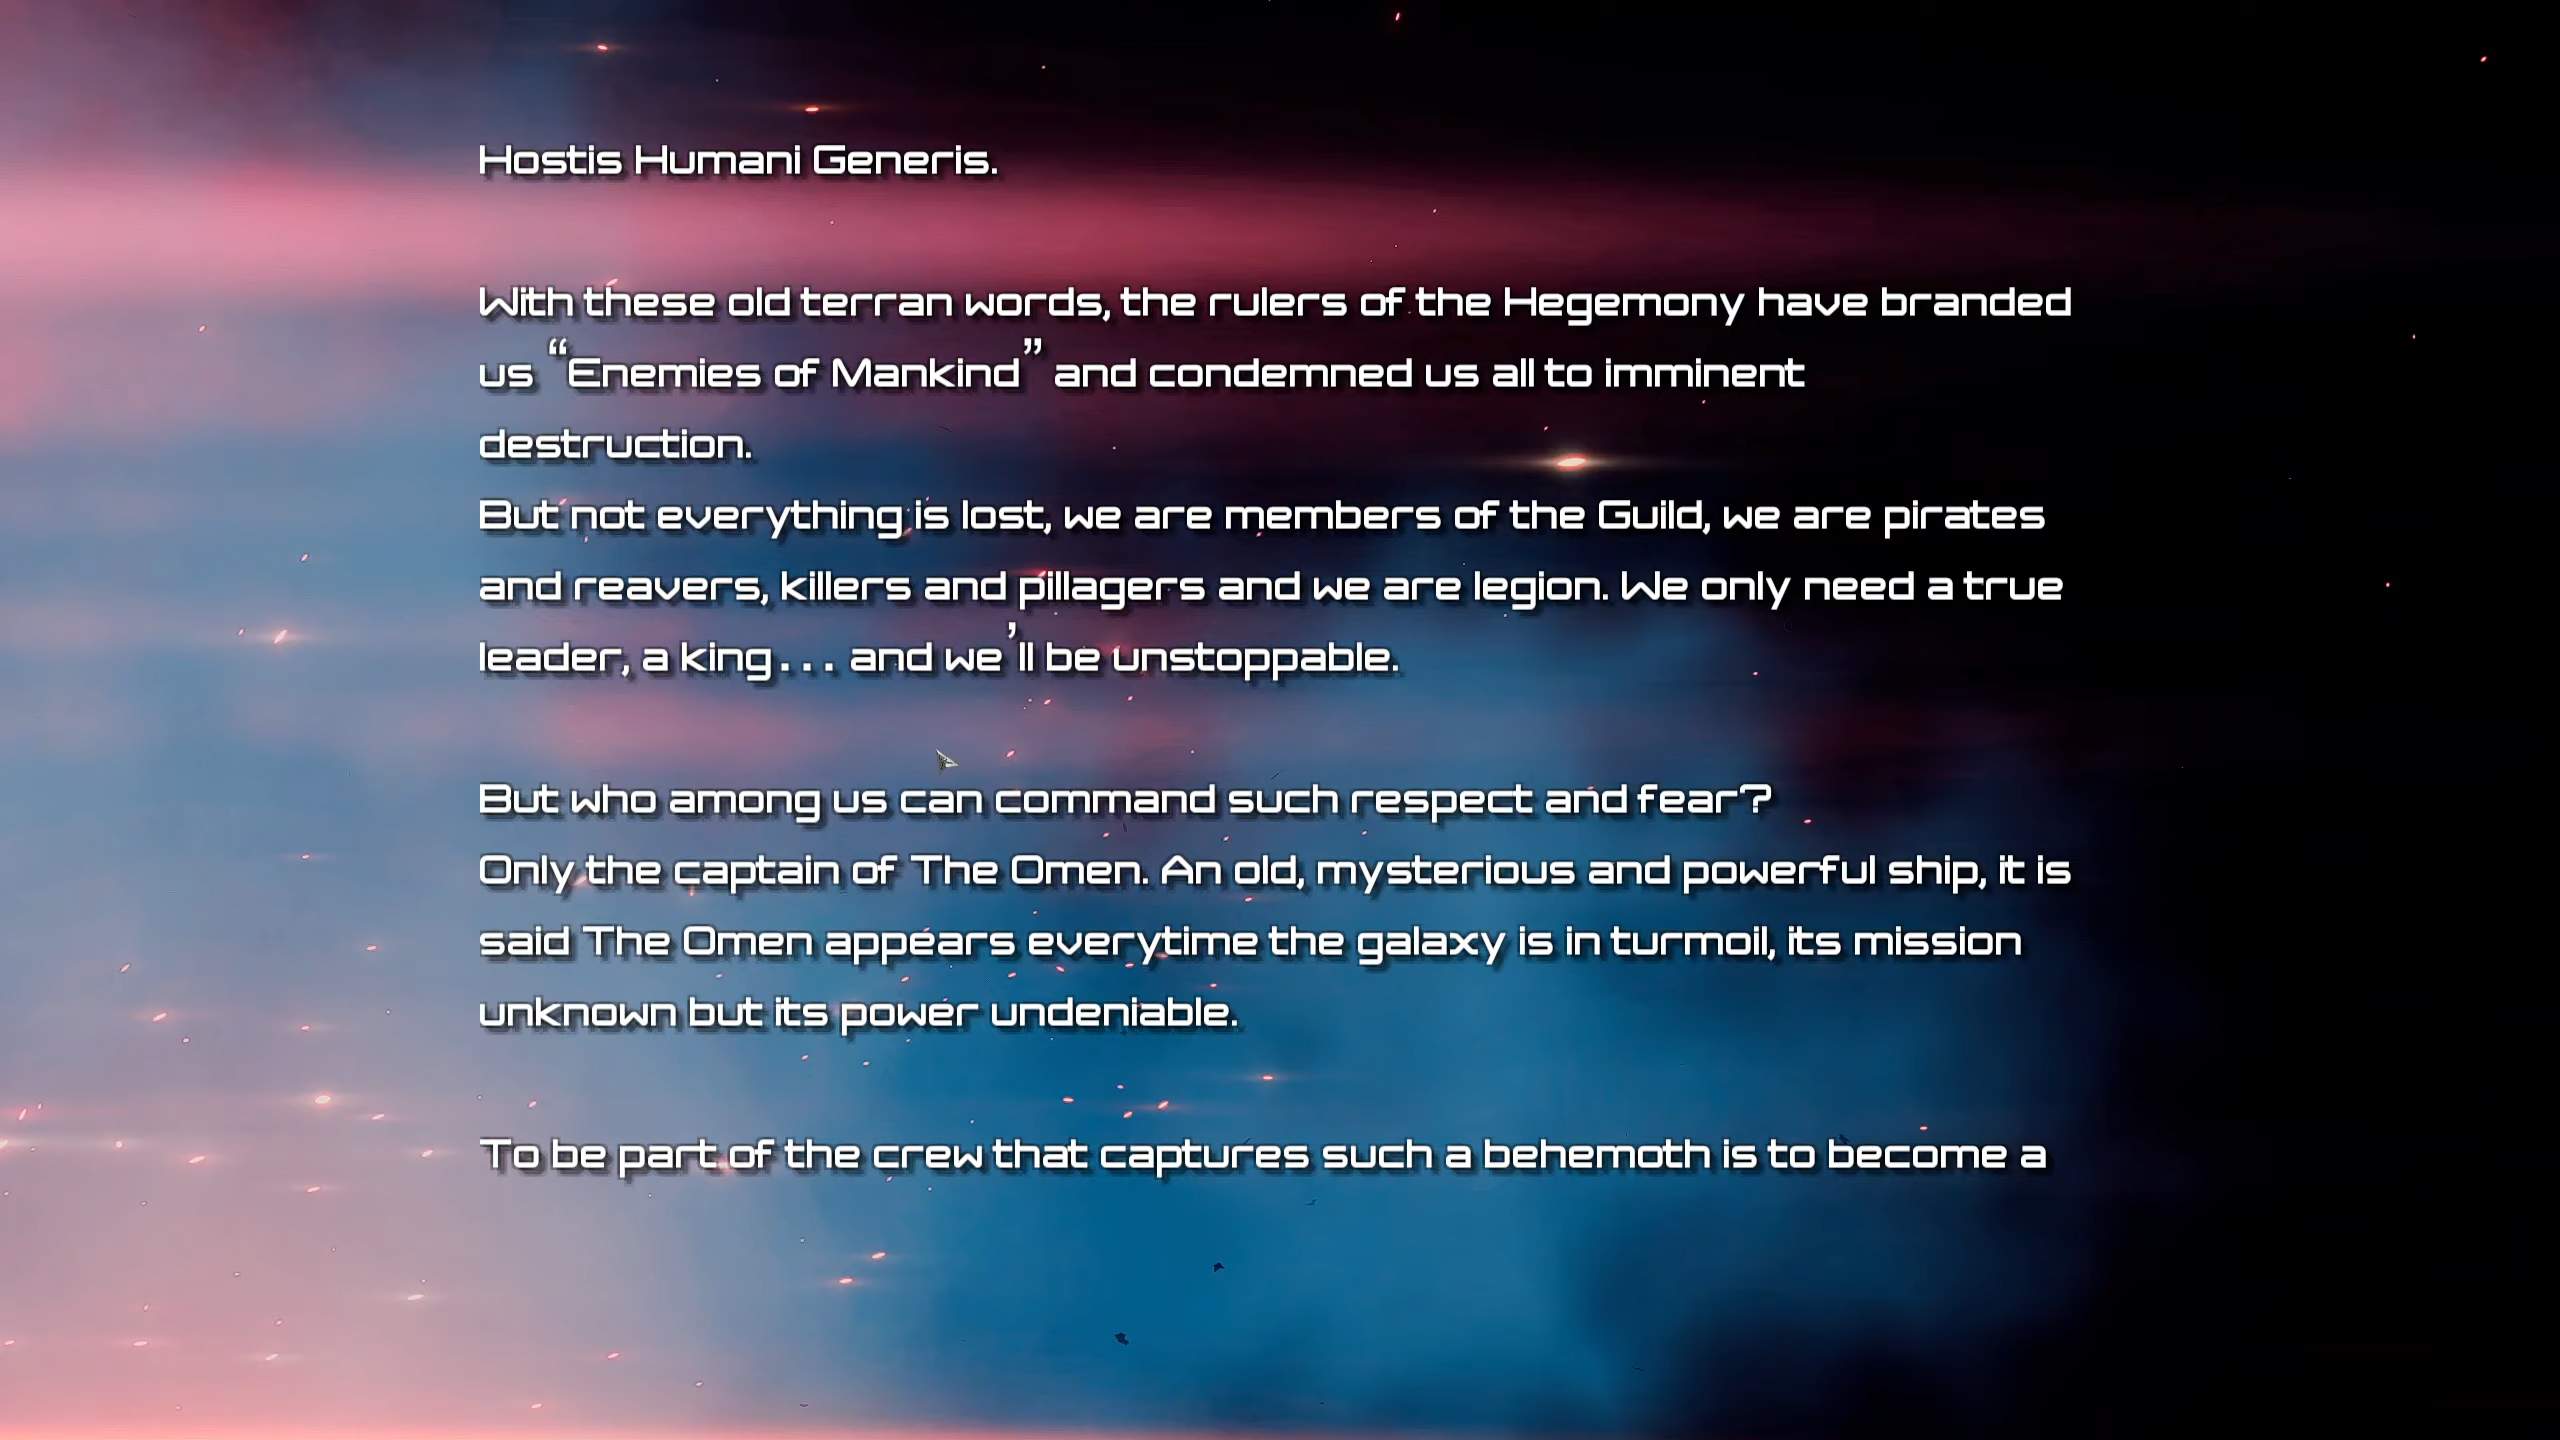 Hostis Humani Generis.
With these old terran words, the rulers of the Hegemony have branded
us “Enemies of Mankind” and condemned us all to imminent
destruction.
But not everything is lost, we are members of the Guild, we are pirates
and reavers, killers and pillagers and we are legion. We only need a true
leader, a king... and we’ll be unstoppable.
But who among us can command such respect and fear?
Only the captain of The Omen. An old, mysterious and powerful ship, it is
said The Omen appears everytime the galaxy is in turmoil, its mission
unknown but its power undeniable.
To be part of the crew that captures such a behemoth is to become a